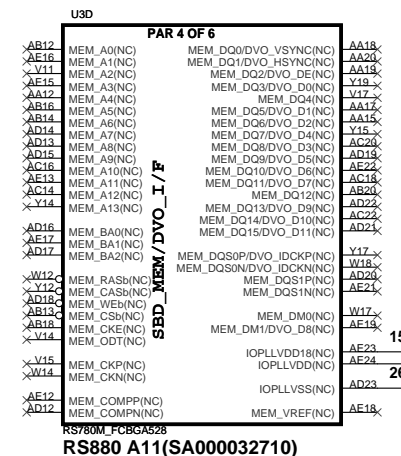 U3D
PAR 4 OF 6
AB12 MEM_A0(NC) MEM_DQ0/DVO_VSYNC(NC) AA18
AE16 MEM_A1(NC) MEM_DQ1/DVO_HSYNC(NC) AA20
V11 MEM_A2(NC) MEM_DQ2/DVO_DE(NC) AA19
AE15 MEM_A3(NC) MEM_DQ3/DVO_D0(NC) Y19
AA12 MEM_A4(NC) MEM_DQ4(NC) V17
AB16 MEM_A5(NC) MEM_DQ5/DVO_D1(NC) AA17
AB14 MEM_A6(NC) MEM_DQ6/DVO_D2(NC) AA15
AD14 MEM_A7(NC) MEM_DQ7/DVO_D4(NC) Y15
AD13 MEM_A8(NC) MEM_DQ8/DVO_D3(NC) AC20
AD15 MEM_A9(NC) MEM_DQ9/DVO_D5(NC) AD19
AC16 MEM_A10(NC) MEM_DQ10/DVO_D6(NC) AE22
AE13 MEM_A11(NC) MEM_DQ11/DVO_D7(NC) AC18
AC14 MEM_A12(NC) MEM_DQ12(NC) AB20
Y14 MEM_A13(NC) MEM_DQ13/DVO_D9(NC) AD22
MEM_DQ14/DVO_D10(NC) AC22
AD16 MEM_BA0(NC) MEM_DQ15/DVO_D11(NC) AD21
AE17 MEM_BA1(NC)
AD17 MEM_BA2(NC) MEM_DQS0P/DVO_IDCKP(NC) Y17
MEM_DQS0N/DVO_IDCKN(NC) W18
W12 MEM_RASb(NC) MEM_DQS1P(NC) AD20
Y12 MEM_CASb(NC) MEM_DQS1N(NC) AE21
AD18 MEM_WEb(NC)
AB13 MEM_CSb(NC) MEM_DM0(NC) W17
AB18 MEM_CKE(NC) MEM_DM1/DVO_D8(NC) AE19
V14 MEM_ODT(NC)
SBD_MEM/DVO_I/F
15
IOPLLVDD18(NC) AE23
V15 MEM_CKP(NC) IOPLLVDD(NC) AE24
W14 MEM_CKN(NC)
26
IOPLLVSS(NC) AD23
AE12 MEM_COMPP(NC)
AD12 MEM_COMPN(NC) MEM_VREF(NC) AE18
RS780M_FCBGA528
RS880 A11(SA000032710)